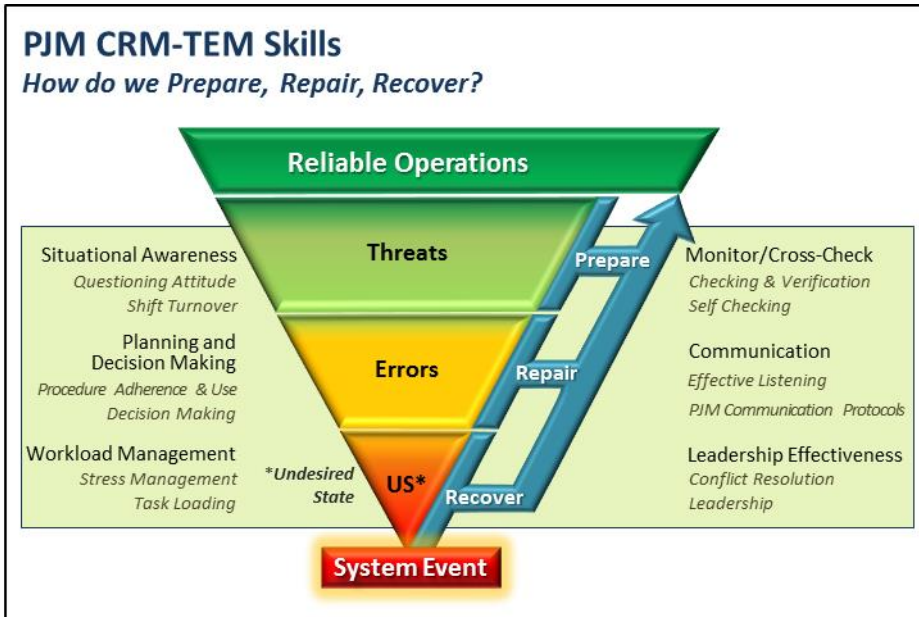 PJM CRM-TEM Skills
How do we Prepare, Repair, Recover?
Reliable Operations
Situational Awareness
Questioning Attitude
Shift Turnover
Planning and
Decision Making
Procedure Adherence & Use
Decision Making
Workload Management
Stress Management
Task Loading
Threats
Errors
*Undesired
State
US*
Prepare
Repair
Recover
Monitor/Cross-Check
Checking & Verification
Self Checking
Communication
Effective Listening
PJM Communication Protocols
Leadership Effectiveness
Conflict Resolution
Leadership
System Event